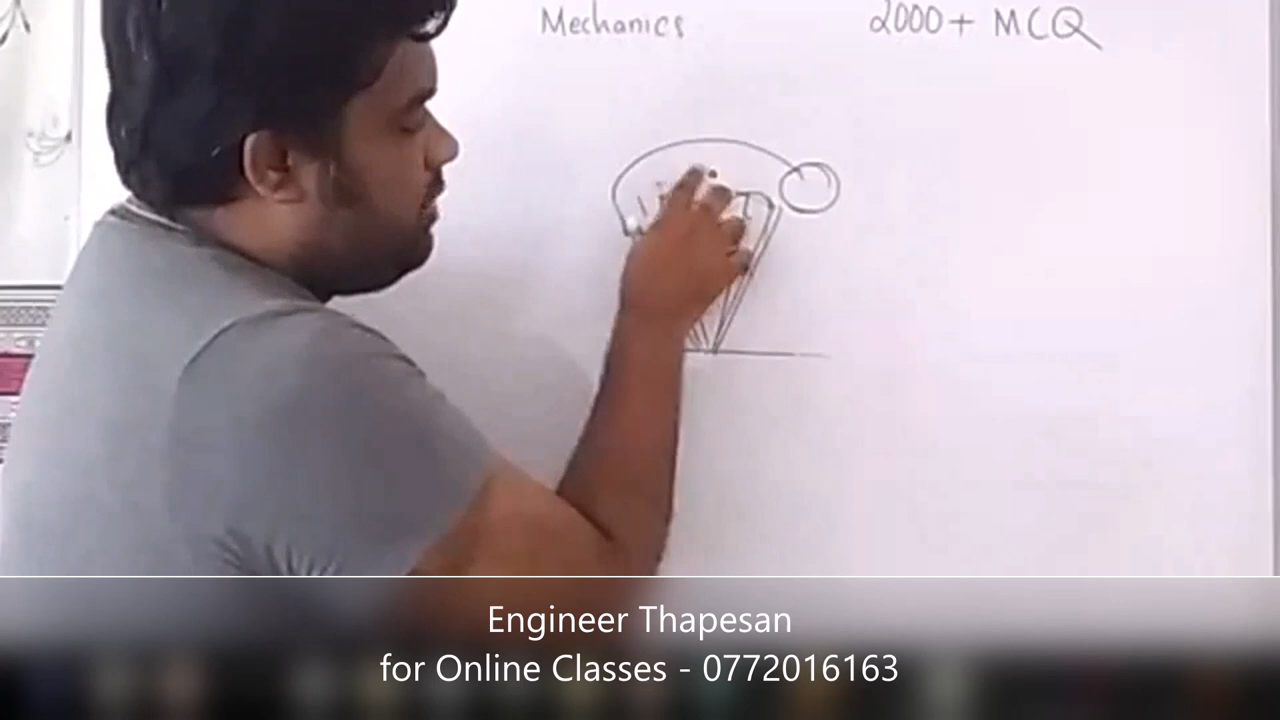 Mechanics 2000+ MCQ
Engineer Thapesan
for Online Classes - 0772016163